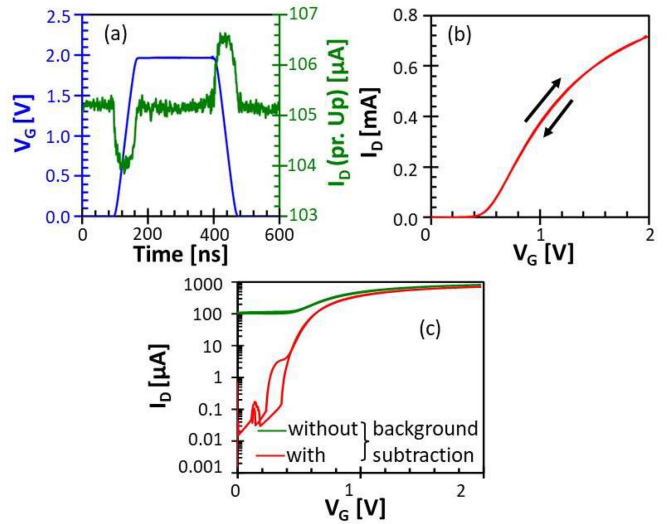 (a)
2.5
2.0
1.5
1.0
0.5
0.0
V_G [V]
107
106
105
104
103
I_D (pr. Up) [µA]
0 200 400 600
Time [ns]
(b)
0.8
0.6
0.4
0.2
0.0
I_D [mA]
0 1 2
V_G [V]
(c)
1000
100
10
1
0.1
0.01
0.001
I_D [µA]
without background
with subtraction
0 1 2
V_G [V]